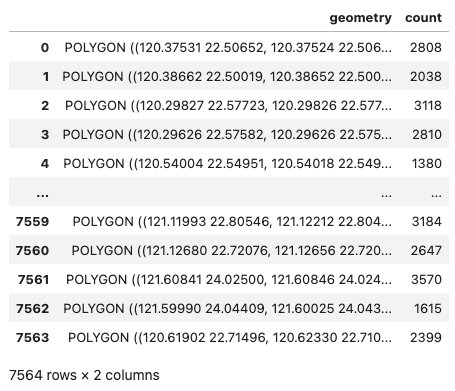 geometry count
0 POLYGON ((120.37531 22.50652, 120.37524 22.506... 2808
1 POLYGON ((120.38662 22.50019, 120.38652 22.500... 2038
2 POLYGON ((120.29827 22.57723, 120.29826 22.577... 3118
3 POLYGON ((120.29626 22.57582, 120.29626 22.575... 2810
4 POLYGON ((120.54004 22.54951, 120.54018 22.549... 1380
... ... ...
7559 POLYGON ((121.11993 22.80546, 121.12212 22.804... 3184
7560 POLYGON ((121.12680 22.72076, 121.12656 22.720... 2647
7561 POLYGON ((121.60841 24.02500, 121.60846 24.024... 3570
7562 POLYGON ((121.59990 24.04409, 121.60025 24.043... 1615
7563 POLYGON ((120.61902 22.71496, 120.62330 22.710... 2399
7564 rows × 2 columns